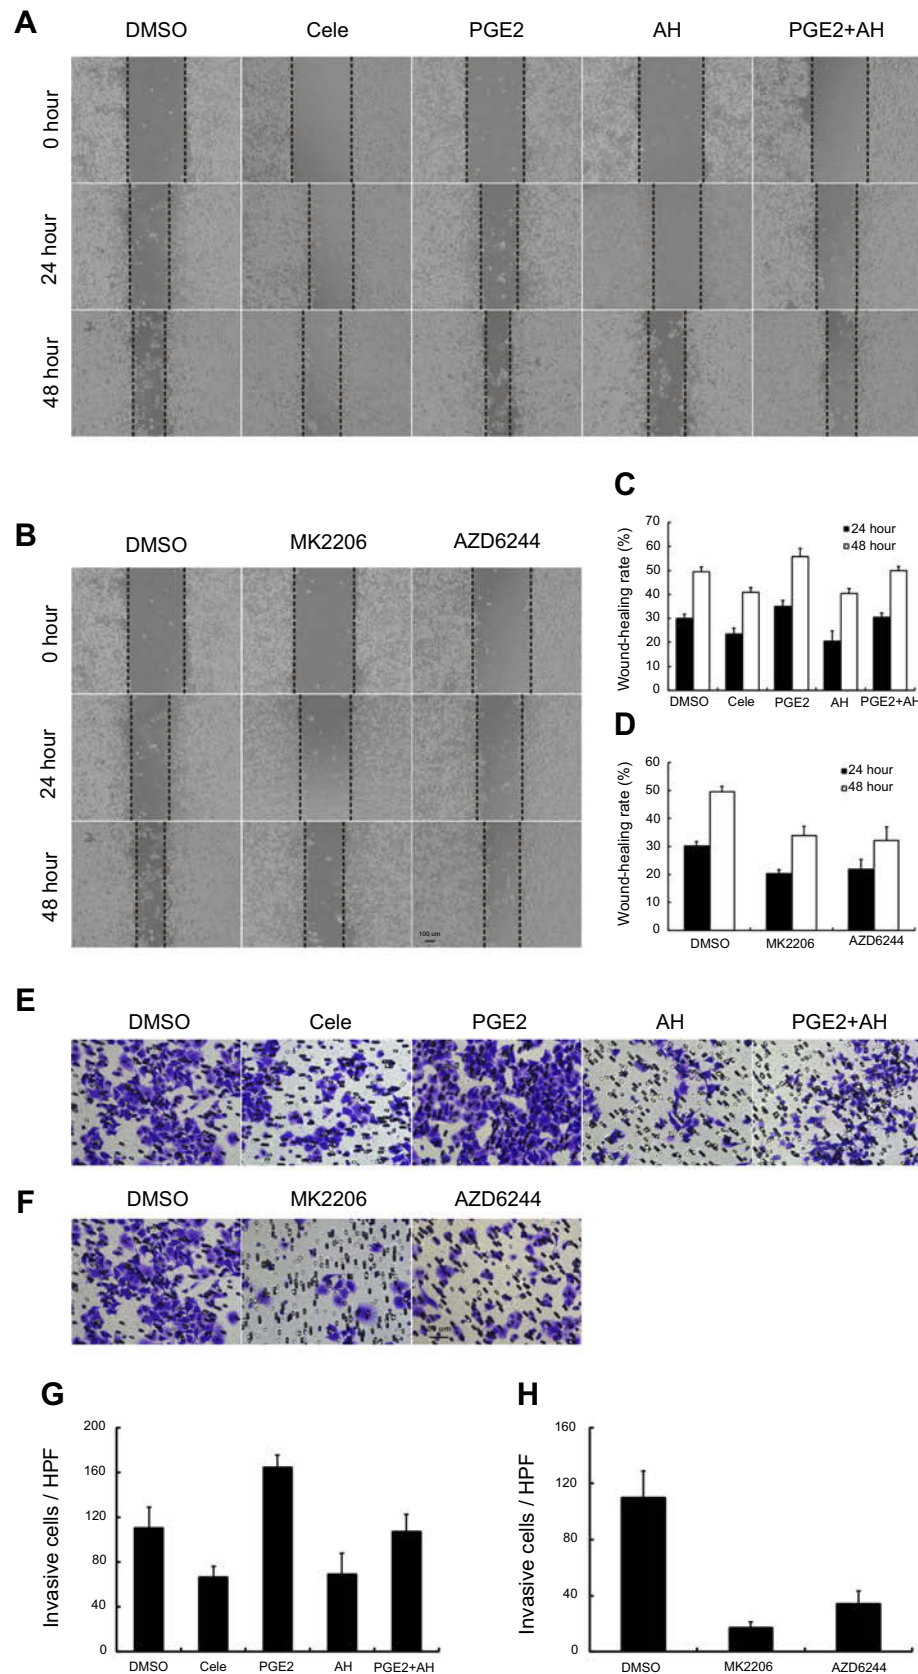 A
DMSO Cele PGE2 AH PGE2+AH
0 hour
24 hour
48 hour
B
DMSO MK2206 AZD6244
0 hour
24 hour
48 hour
100 um
C
Wound-healing rate (%)
70
60
50
40
30
20
10
0
24 hour
48 hour
DMSO Cele PGE2 AH PGE2+AH
D
Wound-healing rate (%)
60
50
40
30
20
10
0
24 hour
48 hour
DMSO MK2206 AZD6244
E
DMSO Cele PGE2 AH PGE2+AH
F
DMSO MK2206 AZD6244
um
G
Invasive cells / HPF
200
160
120
80
40
0
DMSO Cele PGE2 AH PGE2+AH
H
Invasive cells / HPF
160
120
80
40
0
DMSO MK2206 AZD6244